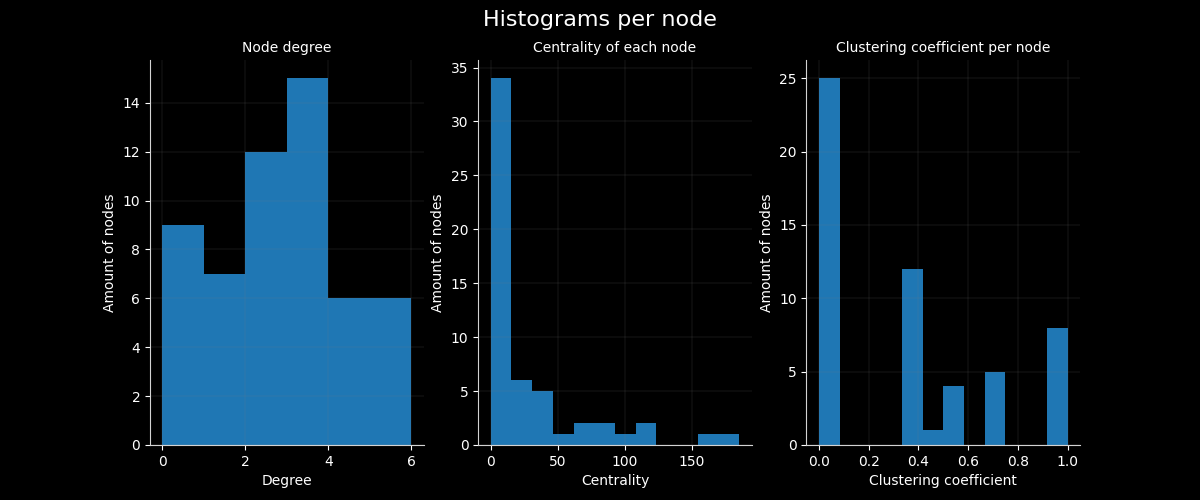 Histograms per node
Node degree
Amount of nodes
14
12
10
8
6
4
2
0
0 2 4 6
Degree
Centrality of each node
Amount of nodes
35
30
25
20
15
10
5
0
0 50 100 150
Centrality
Clustering coefficient per node
Amount of nodes
25
20
15
10
5
0
0.0 0.2 0.4 0.6 0.8 1.0
Clustering coefficient